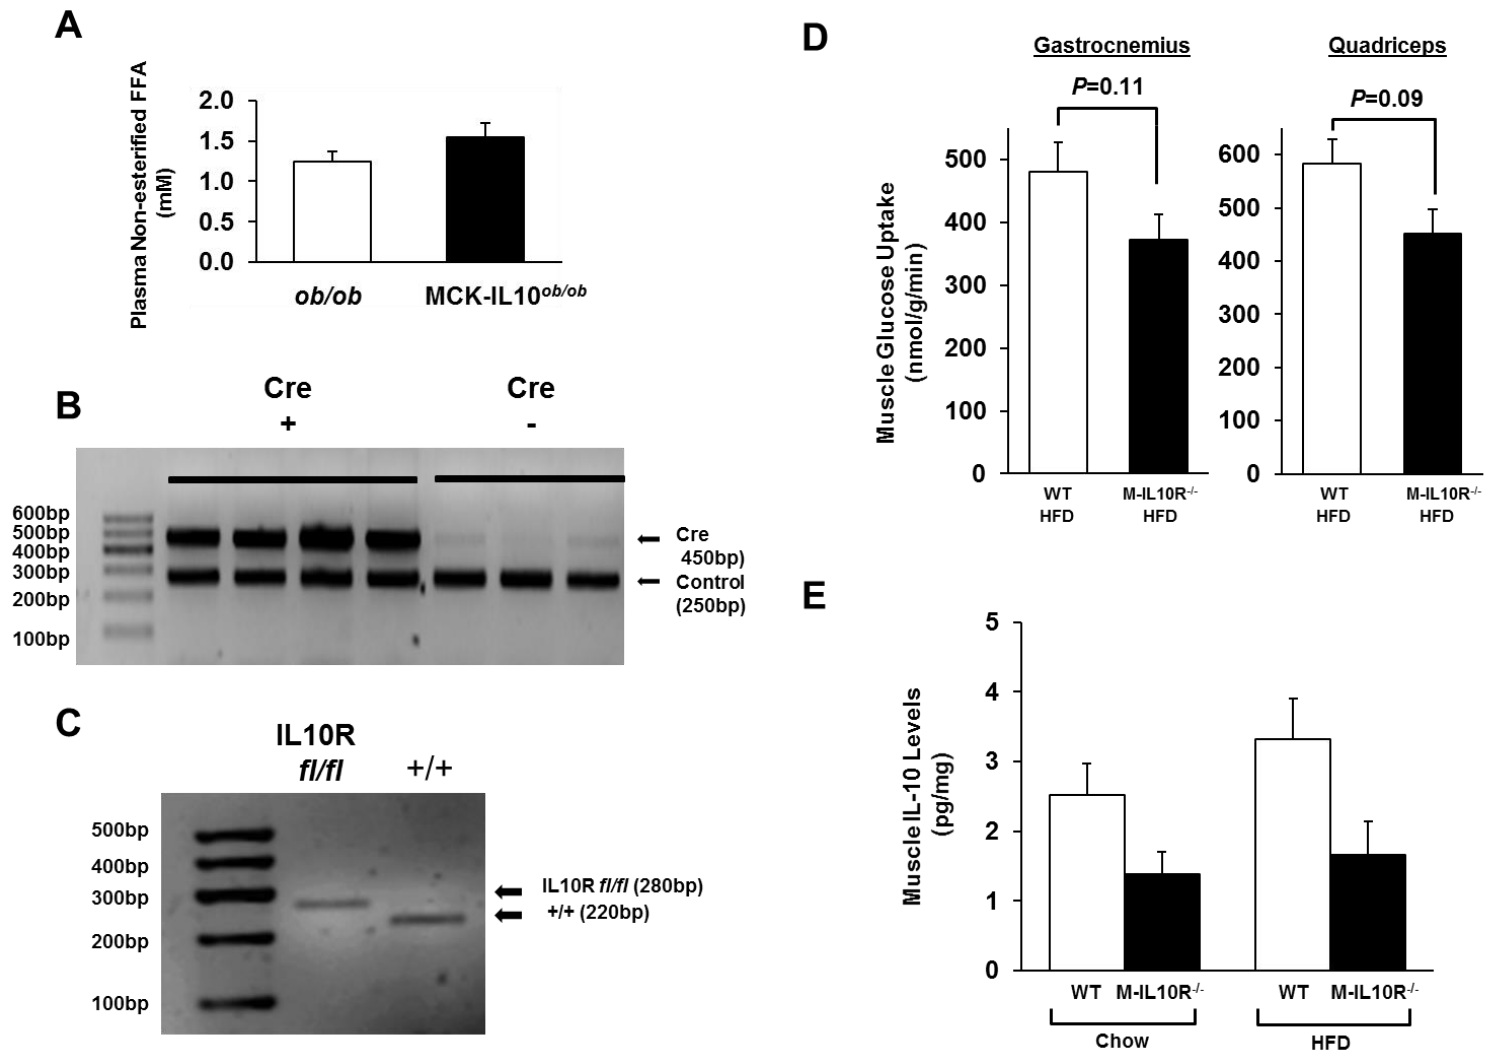 A
Plasma Non-esterified FFA
(mM)
2.0
1.5
1.0
0.5
0.0
ob/ob
MCK-IL10ob/ob
B
Cre
+
Cre
-
600bp
500bp
400bp
300bp
200bp
100bp
Cre
450bp)
Control
(250bp)
C
IL10R
fl/fl
+/+
500bp
400bp
300bp
200bp
100bp
IL10R fl/fl (280bp)
+/+ (220bp)
D
Gastrocnemius
P=0.11
Muscle Glucose Uptake
(nmol/g/min)
500
400
300
200
100
0
WT
HFD
M-IL10R-/-
HFD
Quadriceps
P=0.09
600
500
400
300
200
100
0
WT
HFD
M-IL10R-/-
HFD
E
Muscle IL-10 Levels
(pg/mg)
5
4
3
2
1
0
WT M-IL10R-/-
Chow
WT M-IL10R-/-
HFD